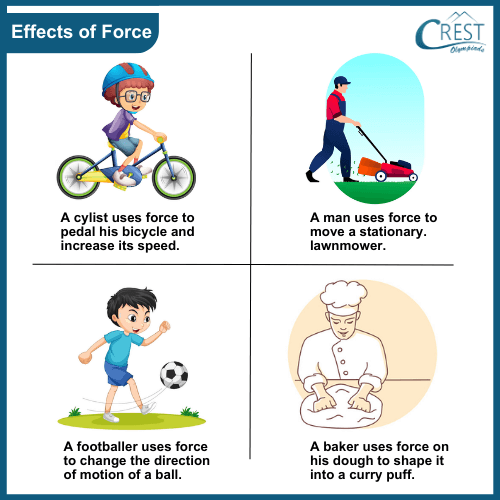 Effects of Force
CREST
Olympiads
A cylist uses force to
pedal his bicycle and
increase its speed.
A man uses force to
move a stationary.
lawnmower.
A footballer uses force
to change the direction
of motion of a ball.
A baker uses force on
his dough to shape it
into a curry puff.